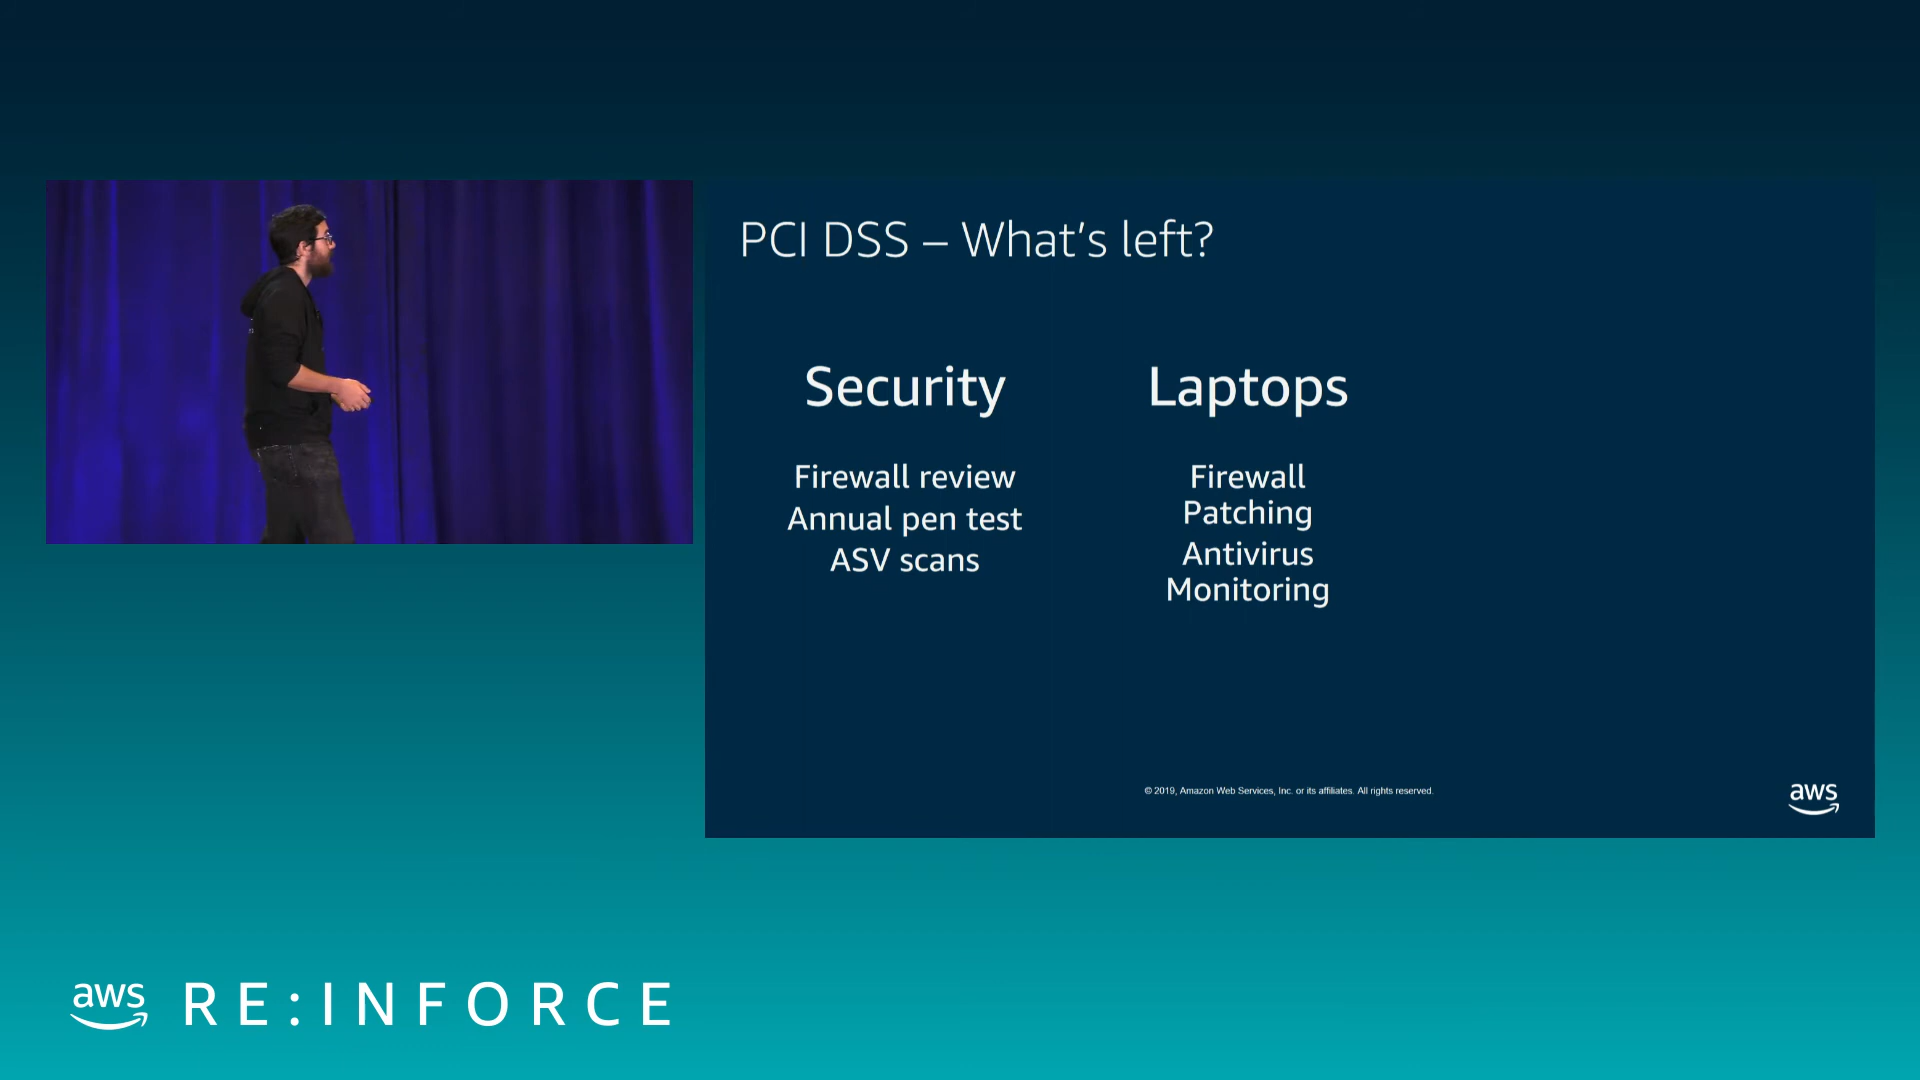 PCI DSS – What's left?
Security
Firewall review
Annual pen test
ASV scans
Laptops
Firewall
Patching
Antivirus
Monitoring
© 2019, Amazon Web Services, Inc. or its affiliates. All rights reserved.
aws
aws RE:INFORCE